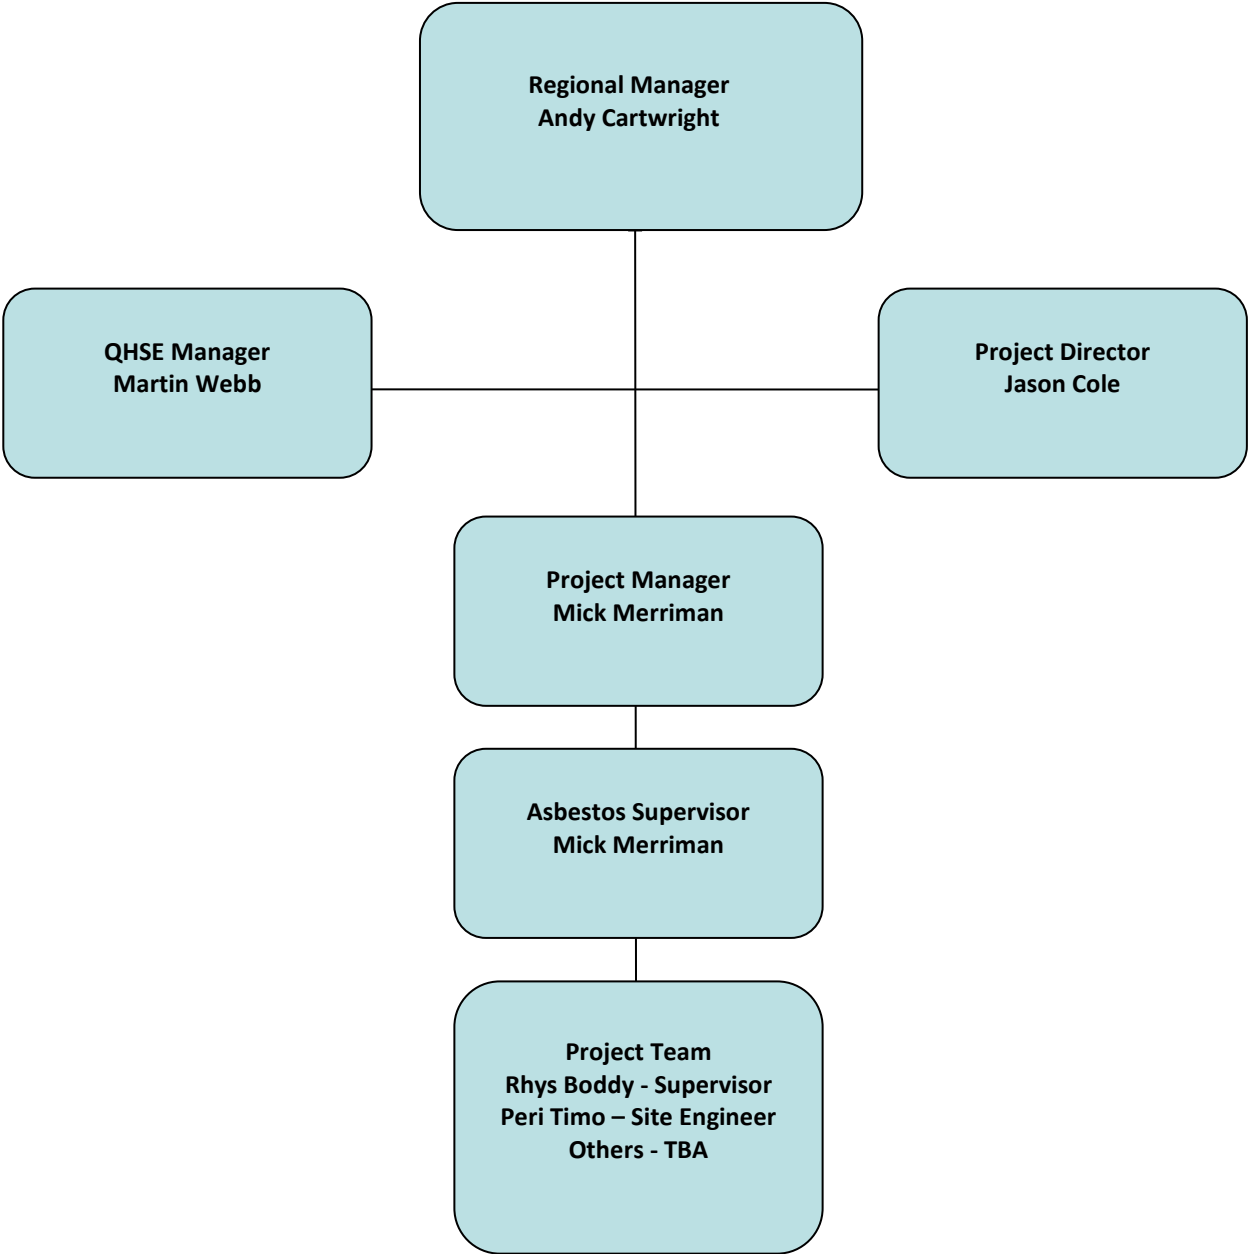 Regional Manager
Andy Cartwright
QHSE Manager
Martin Webb
Project Director
Jason Cole
Project Manager
Mick Merriman
Asbestos Supervisor
Mick Merriman
Project Team
Rhys Boddy - Supervisor
Peri Timo – Site Engineer
Others - TBA